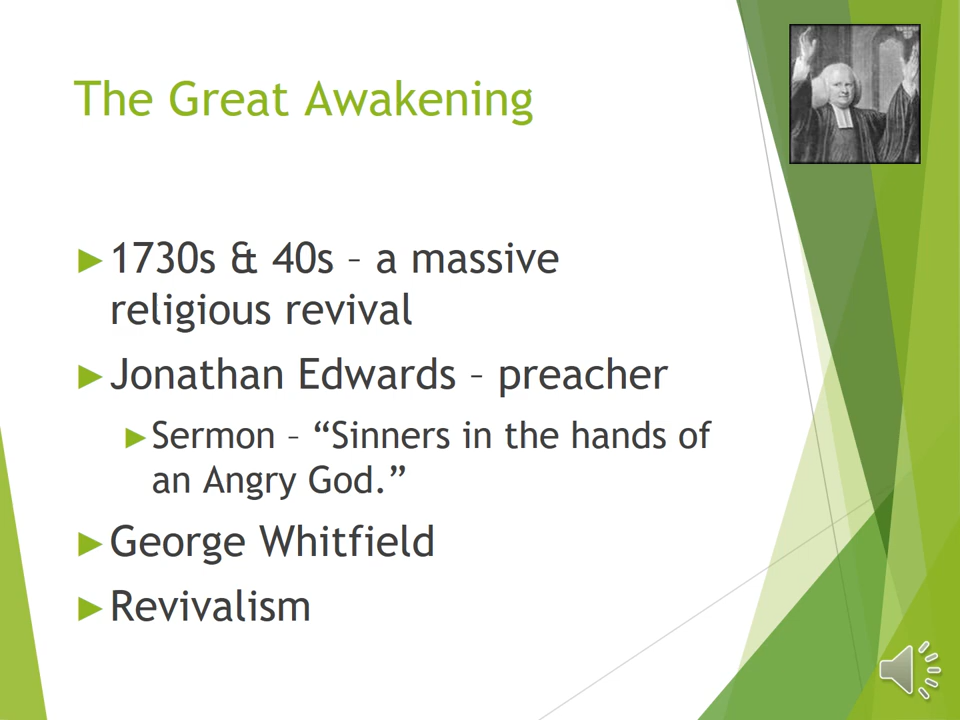 The Great Awakening
►1730s & 40s – a massive
religious revival
►Jonathan Edwards – preacher
►Sermon – “Sinners in the hands of
an Angry God.”
►George Whitfield
►Revivalism